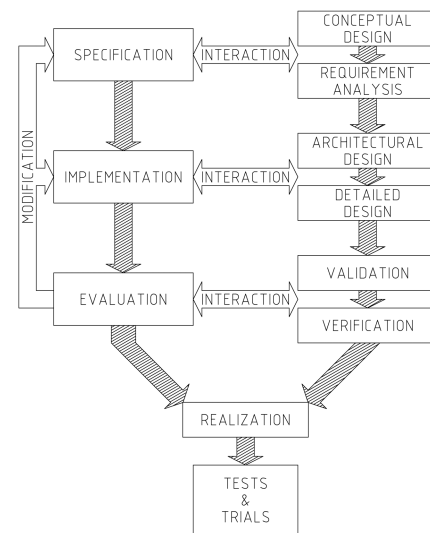 CONCEPTUAL
DESIGN
SPECIFICATION
INTERACTION
REQUIREMENT
ANALYSIS
MODIFICATION
ARCHITECTURAL
DESIGN
IMPLEMENTATION
INTERACTION
DETAILED
DESIGN
VALIDATION
EVALUATION
INTERACTION
VERIFICATION
REALIZATION
TESTS
&
TRIALS